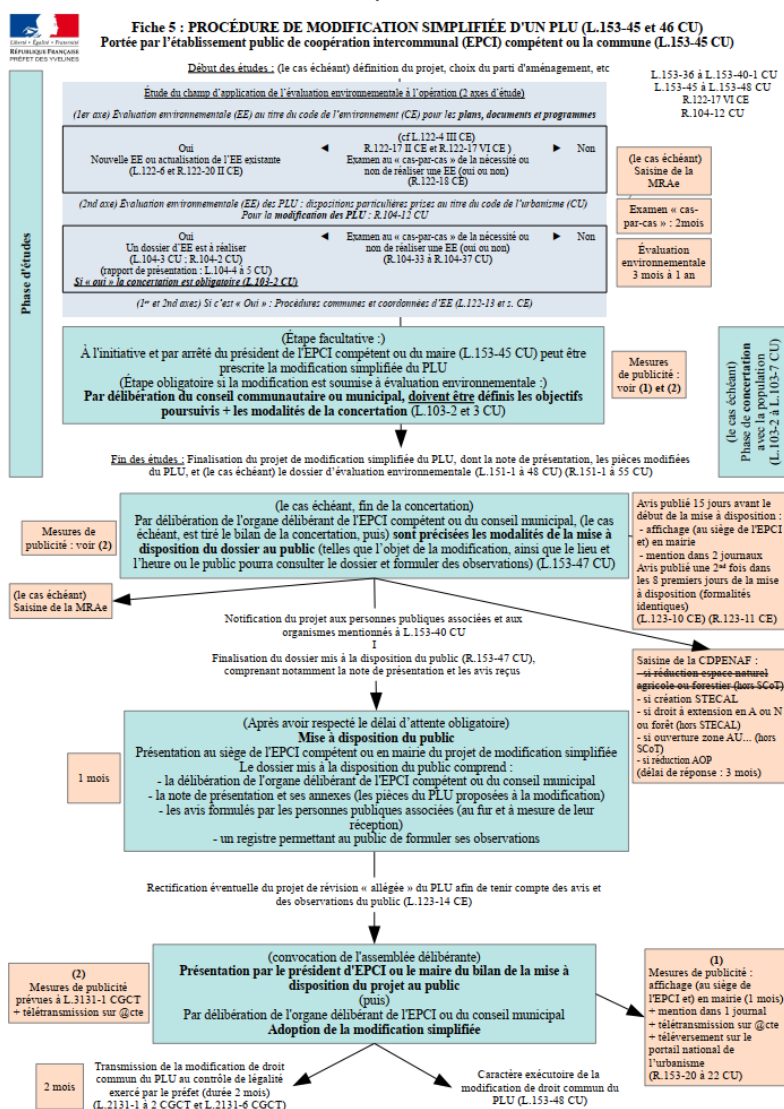 Fiche 5 : PROCÉDURE DE MODIFICATION SIMPLIFIÉE D'UN PLU (L.153-45 et 46 CU)
Portée par l'établissement public de coopération intercommunal (EPCI) compétent ou la commune (L.153-45 CU)
Liberté • Égalité • Fraternité
RÉPUBLIQUE FRANÇAISE
PRÉFET DES YVELINES
Début des études : (le cas échéant) définition du projet, choix du parti d'aménagement, etc
L.153-36 à L.153-40-1 CU
L.153-45 à L.153-48 CU
R.122-17 VI CE
R.104-12 CU
Phase d'études
Étude du champ d'application de l'évaluation environnementale à l'opération (2 axes d'étude)
(1er axe) Évaluation environnementale (EE) au titre du code de l'environnement (CE) pour les plans, documents et programmes
Oui
Nouvelle EE ou actualisation de l'EE existante
(L.122-6 et R.122-20 II CE)
◄
(cf L.122-4 III CE)
R.122-17 II CE et R.122-17 VI CE )
Examen au « cas-par-cas » de la nécessité ou
non de réaliser une EE (oui ou non)
(R.122-18 CE)
►
Non
(le cas échéant)
Saisine de la
MRAe
(2nd axe) Évaluation environnementale (EE) des PLU : dispositions particulières prises au titre du code de l'urbanisme (CU)
Pour la modification des PLU : R.104-12 CU
Examen « cas-
par-cas » : 2mois
Oui
Un dossier d'EE est à réaliser
(L.104-3 CU ; R.104-2 CU)
(rapport de présentation : L.104-4 à 5 CU)
Si « oui » la concertation est obligatoire (L.103-2 CU)
◄
Examen au « cas-par-cas » de la nécessité ou
non de réaliser une EE (oui ou non)
(R.104-33 à R.104-37 CU)
►
Non
Évaluation
environnementale
3 mois à 1 an
(1er et 2nd axes) Si c'est « Oui » : Procédures communes et coordonnées d'EE (L.122-13 et s. CE)
(Étape facultative :)
À l'initiative et par arrêté du président de l'EPCI compétent ou du maire (L.153-45 CU) peut être
prescrite la modification simplifiée du PLU
(Étape obligatoire si la modification est soumise à évaluation environnementale :)
Par délibération du conseil communautaire ou municipal, doivent être définis les objectifs
poursuivis + les modalités de la concertation (L.103-2 et 3 CU)
Mesures
de publicité :
voir (1) et (2)
(le cas échéant)
Phase de concertation
avec la population
(L.103-2 à L.103-7 CU)
Fin des études : Finalisation du projet de modification simplifiée du PLU, dont la note de présentation, les pièces modifiées
du PLU, et (le cas échéant) le dossier d'évaluation environnementale (L.151-1 à 48 CU) (R.151-1 à 55 CU)
Mesures de
publicité : voir (2)
(le cas échéant, fin de la concertation)
Par délibération de l'organe délibérant de l'EPCI compétent ou du conseil municipal, (le cas
échéant, est tiré le bilan de la concertation, puis) sont précisées les modalités de la mise à
disposition du dossier au public (telles que l'objet de la modification, ainsi que le lieu et
l'heure ou le public pourra consulter le dossier et formuler des observations) (L.153-47 CU)
Avis publié 15 jours avant le
début de la mise à disposition :
- affichage (au siège de l'EPCI
et) en mairie
- mention dans 2 journaux
Avis publié une 2nd fois dans
les 8 premiers jours de la mise
à disposition (formalités
identiques)
(L.123-10 CE) (R.123-11 CE)
(le cas échéant)
Saisine de la MRAe
Notification du projet aux personnes publiques associées et aux
organismes mentionnés à L.153-40 CU
I
Finalisation du dossier mis à la disposition du public (R.153-47 CU),
comprenant notamment la note de présentation et les avis reçus
Saisine de la CDPENAF :
- si réduction espace naturel
agricole ou forestier (hors SCoT)
- si création STECAL
- si droit à extension en A ou N
ou forêt (hors STECAL)
- si ouverture zone AU... (hors
SCoT)
- si réduction AOP
(délai de réponse : 3 mois)
1 mois
(Après avoir respecté le délai d'attente obligatoire)
Mise à disposition du public
Présentation au siège de l'EPCI compétent ou en mairie du projet de modification simplifiée
Le dossier mis à la disposition du public comprend :
- la délibération de l'organe délibérant de l'EPCI compétent ou du conseil municipal
- la note de présentation et ses annexes (les pièces du PLU proposées à la modification)
- les avis formulés par les personnes publiques associées (au fur et à mesure de leur
réception)
- un registre permettant au public de formuler ses observations
Rectification éventuelle du projet de révision « allégée » du PLU afin de tenir compte des avis et
des observations du public (L.123-14 CE)
(2)
Mesures de publicité
prévues à L.3131-1 CGCT
+ télétransmission sur @cte
(convocation de l'assemblée délibérante)
Présentation par le président d'EPCI ou le maire du bilan de la mise à
disposition du projet au public
(puis)
Par délibération de l'organe délibérant de l'EPCI ou du conseil municipal
Adoption de la modification simplifiée
(1)
Mesures de publicité :
affichage (au siège de
l'EPCI et) en mairie (1 mois)
+ mention dans 1 journal
+ télétransmission sur @cte
+ téléversement sur le
portail national de
l'urbanisme
(R.153-20 à 22 CU)
2 mois
Transmission de la modification de droit
commun du PLU au contrôle de légalité
exercé par le préfet (durée 2 mois)
(L.2131-1 à 2 CGCT et L.2131-6 CGCT)
Caractère exécutoire de la
modification de droit commun du
PLU (L.153-48 CU)